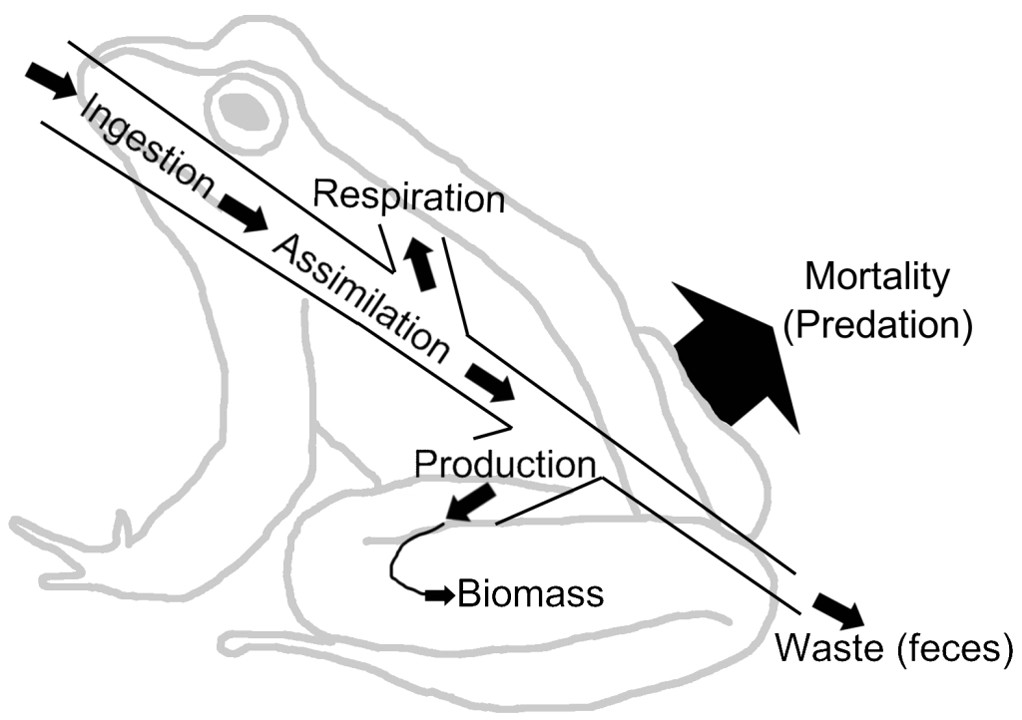 Ingestion
Respiration
Assimilation
Mortality
(Predation)
Production
Biomass
Waste (feces)